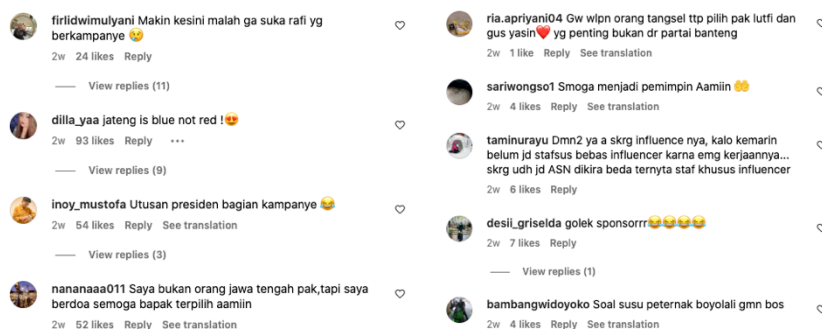 firlidwimulyani Makin kesini malah ga suka rafi yg
berkampanye 😢
2w 24 likes Reply
View replies (11)
dilla_yaa jateng is blue not red !😍
2w 93 likes Reply ...
View replies (9)
inoy_mustofa Utusan presiden bagian kampanye 😂
2w 54 likes Reply See translation
View replies (3)
nananaaa011 Saya bukan orang jawa tengah pak,tapi saya
berdoa semoga bapak terpilih aamiin
2w 52 likes Reply See translation
ria.apriyani04 Gw wlpn orang tangsel ttp pilih pak lutfi dan
gus yasin❤️ yg penting bukan dr partai banteng
2w 1 like Reply See translation
sariwongso1 Smoga menjadi pemimpin Aamiin 🤲
2w 4 likes Reply See translation
taminurayu Dmn2 ya a skrg influence nya, kalo kemarin
belum jd stafsus bebas influencer karna emg kerjaannya...
skrg udh jd ASN dikira beda ternyta staf khusus influencer
2w 6 likes Reply
desii_griselda golek sponsorrr😂😂😂😂
2w 7 likes Reply
View replies (1)
bambangwidoyoko Soal susu peternak boyolali gmn bos
2w 4 likes Reply See translation